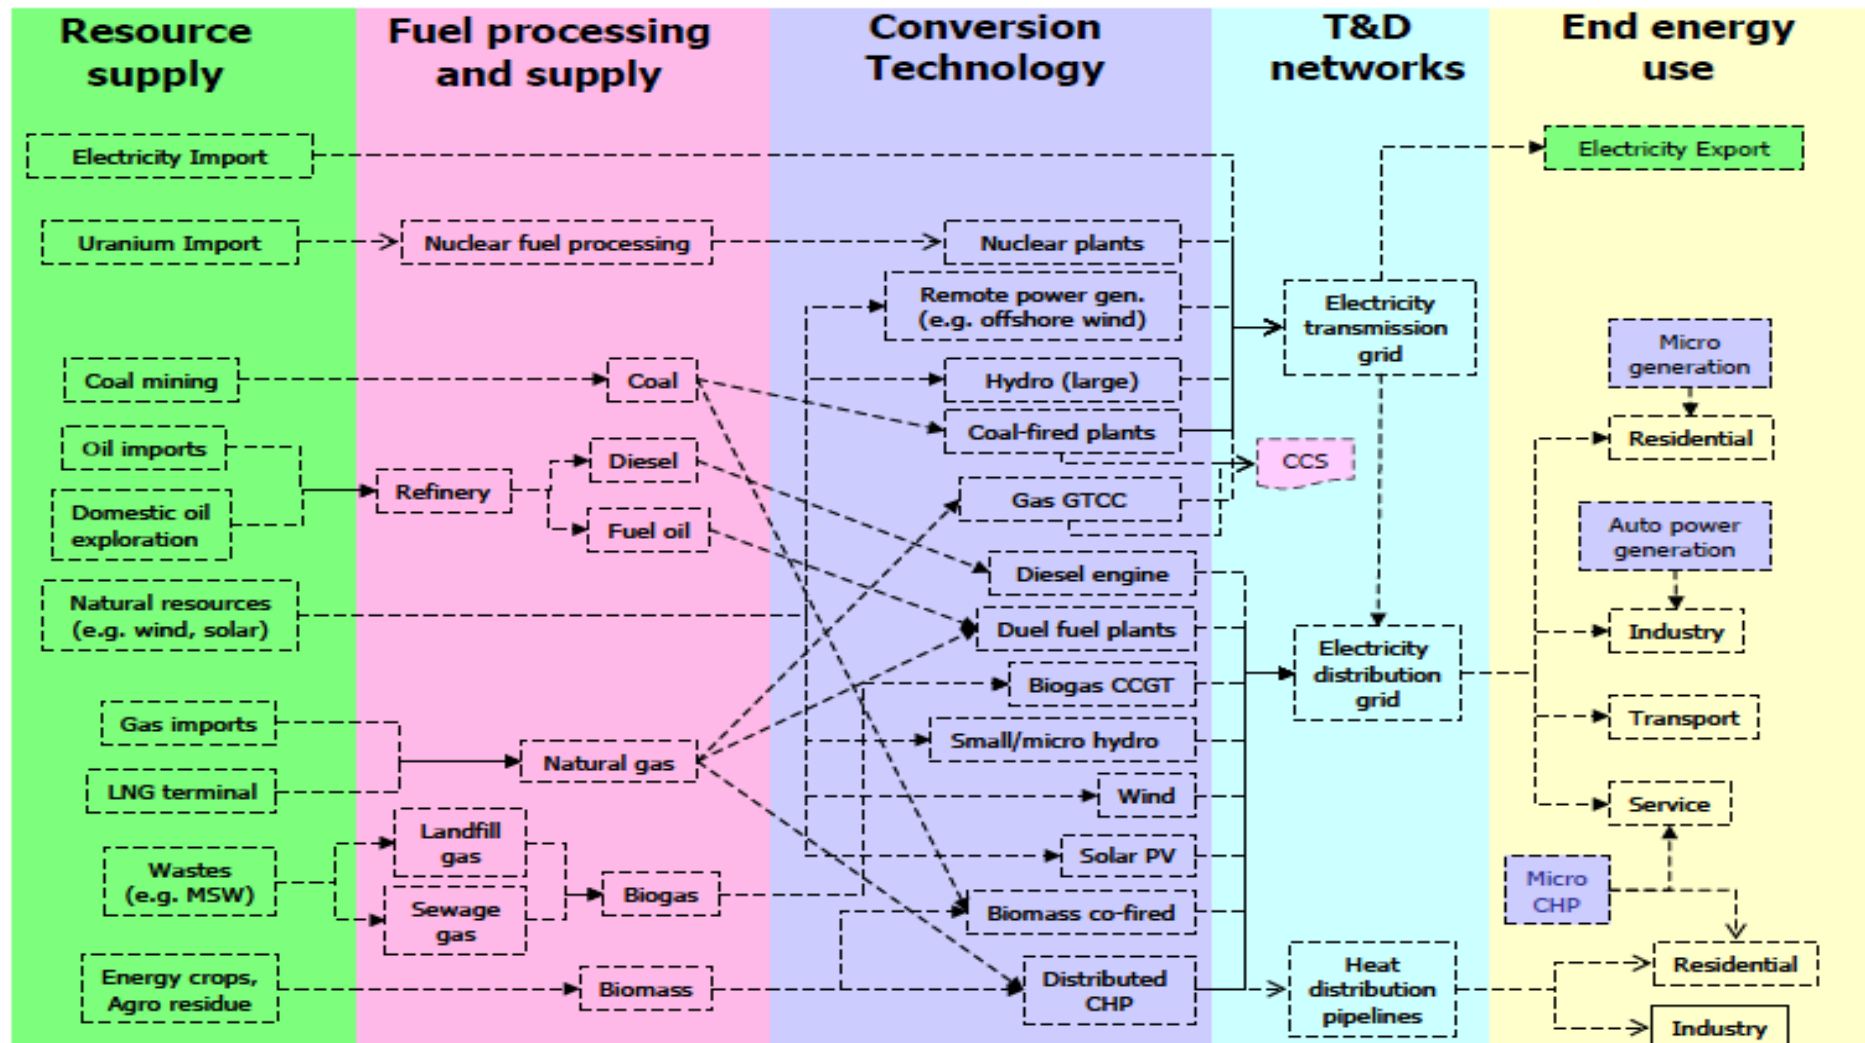 Resource
supply
Fuel processing
and supply
Conversion
Technology
T&D
networks
End energy
use
Electricity Import
Uranium Import
Coal mining
Oil imports
Domestic oil
exploration
Natural resources
(e.g. wind, solar)
Gas imports
LNG terminal
Wastes
(e.g. MSW)
Energy crops,
Agro residue
Nuclear fuel processing
Coal
Diesel
Refinery
Fuel oil
Natural gas
Landfill
gas
Sewage
gas
Biogas
Biomass
Nuclear plants
Remote power gen.
(e.g. offshore wind)
Hydro (large)
Coal-fired plants
Gas GTCC
Diesel engine
Duel fuel plants
Biogas CCGT
Small/micro hydro
Wind
Solar PV
Biomass co-fired
Distributed
CHP
Electricity
transmission
grid
CCS
Electricity
distribution
grid
Heat
distribution
pipelines
Electricity Export
Micro
generation
Residential
Auto power
generation
Industry
Transport
Service
Micro
CHP
Residential
Industry